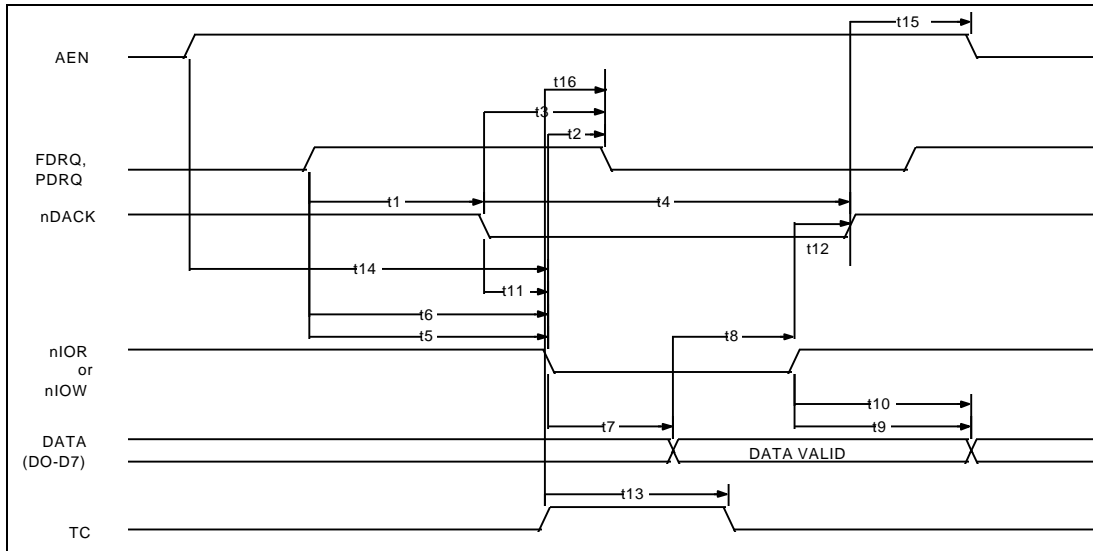 t15
AEN
t16
t3
t2
FDRQ,
PDRQ
t1
t4
nDACK
t12
t14
t11
t6
t5
t8
nIOR
or
nIOW
t10
t7
t9
DATA
(DO-D7)
DATA VALID
t13
TC